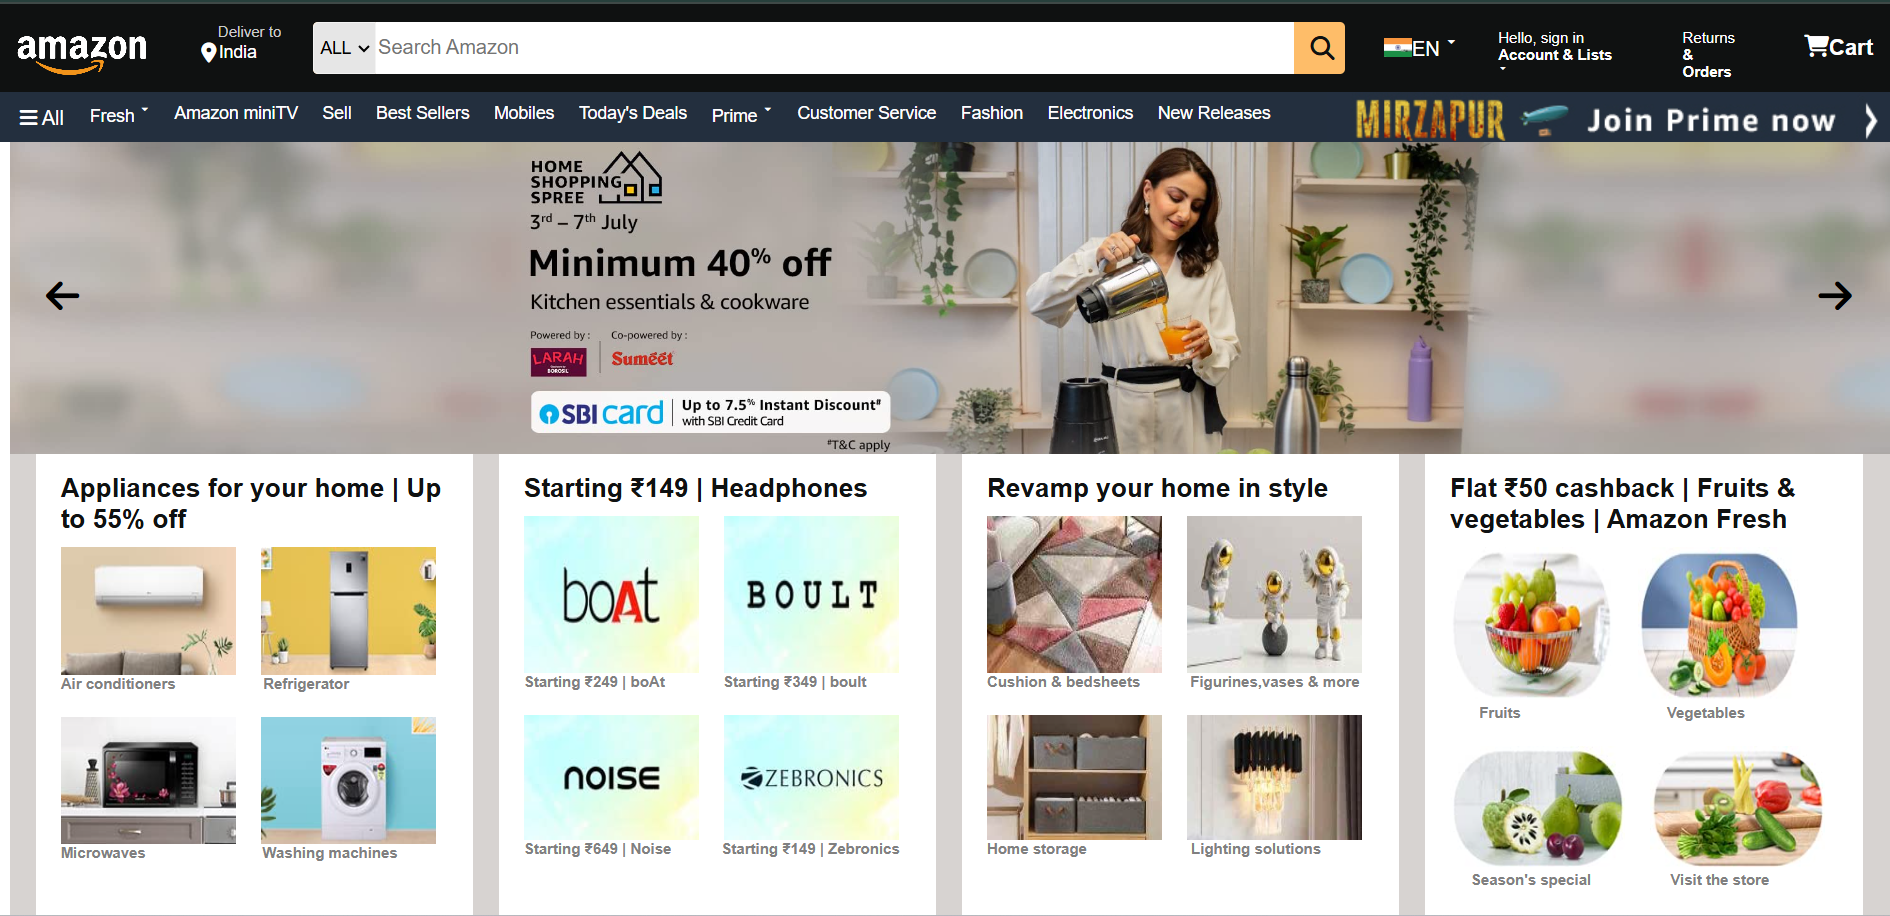 amazon
Deliver to
India
ALL
Search Amazon
EN
Hello, sign in
Account & Lists
Returns
&
Orders
Cart
All
Fresh
Amazon miniTV
Sell
Best Sellers
Mobiles
Today's Deals
Prime
Customer Service
Fashion
Electronics
New Releases
MIRZAPUR
Join Prime now
HOME
SHOPPING
SPREE
3rd – 7th July
Minimum 40% off
Kitchen essentials & cookware
Powered by :
Co-powered by :
LARAH
BOROSIL
Sumeet
SBI card
Up to 7.5% Instant Discount#
with SBI Credit Card
#T&C apply
Appliances for your home | Up
to 55% off
Air conditioners
Refrigerator
Microwaves
Washing machines
Starting ₹149 | Headphones
boAt
BOULT
Starting ₹249 | boAt
Starting ₹349 | boult
NOISE
ZEBRONICS
Starting ₹649 | Noise
Starting ₹149 | Zebronics
Revamp your home in style
Cushion & bedsheets
Figurines,vases & more
Home storage
Lighting solutions
Flat ₹50 cashback | Fruits &
vegetables | Amazon Fresh
Fruits
Vegetables
Season's special
Visit the store